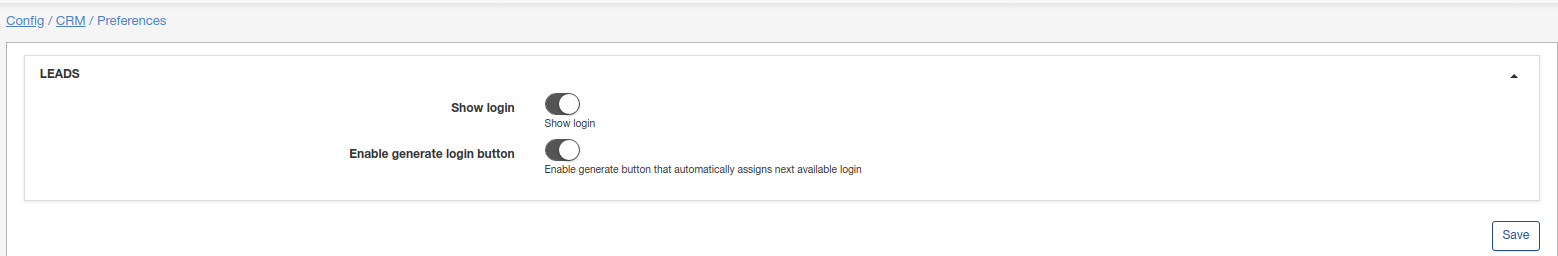 Config / CRM / Preferences
LEADS
Show login
Show login
Enable generate login button
Enable generate button that automatically assigns next available login
Save